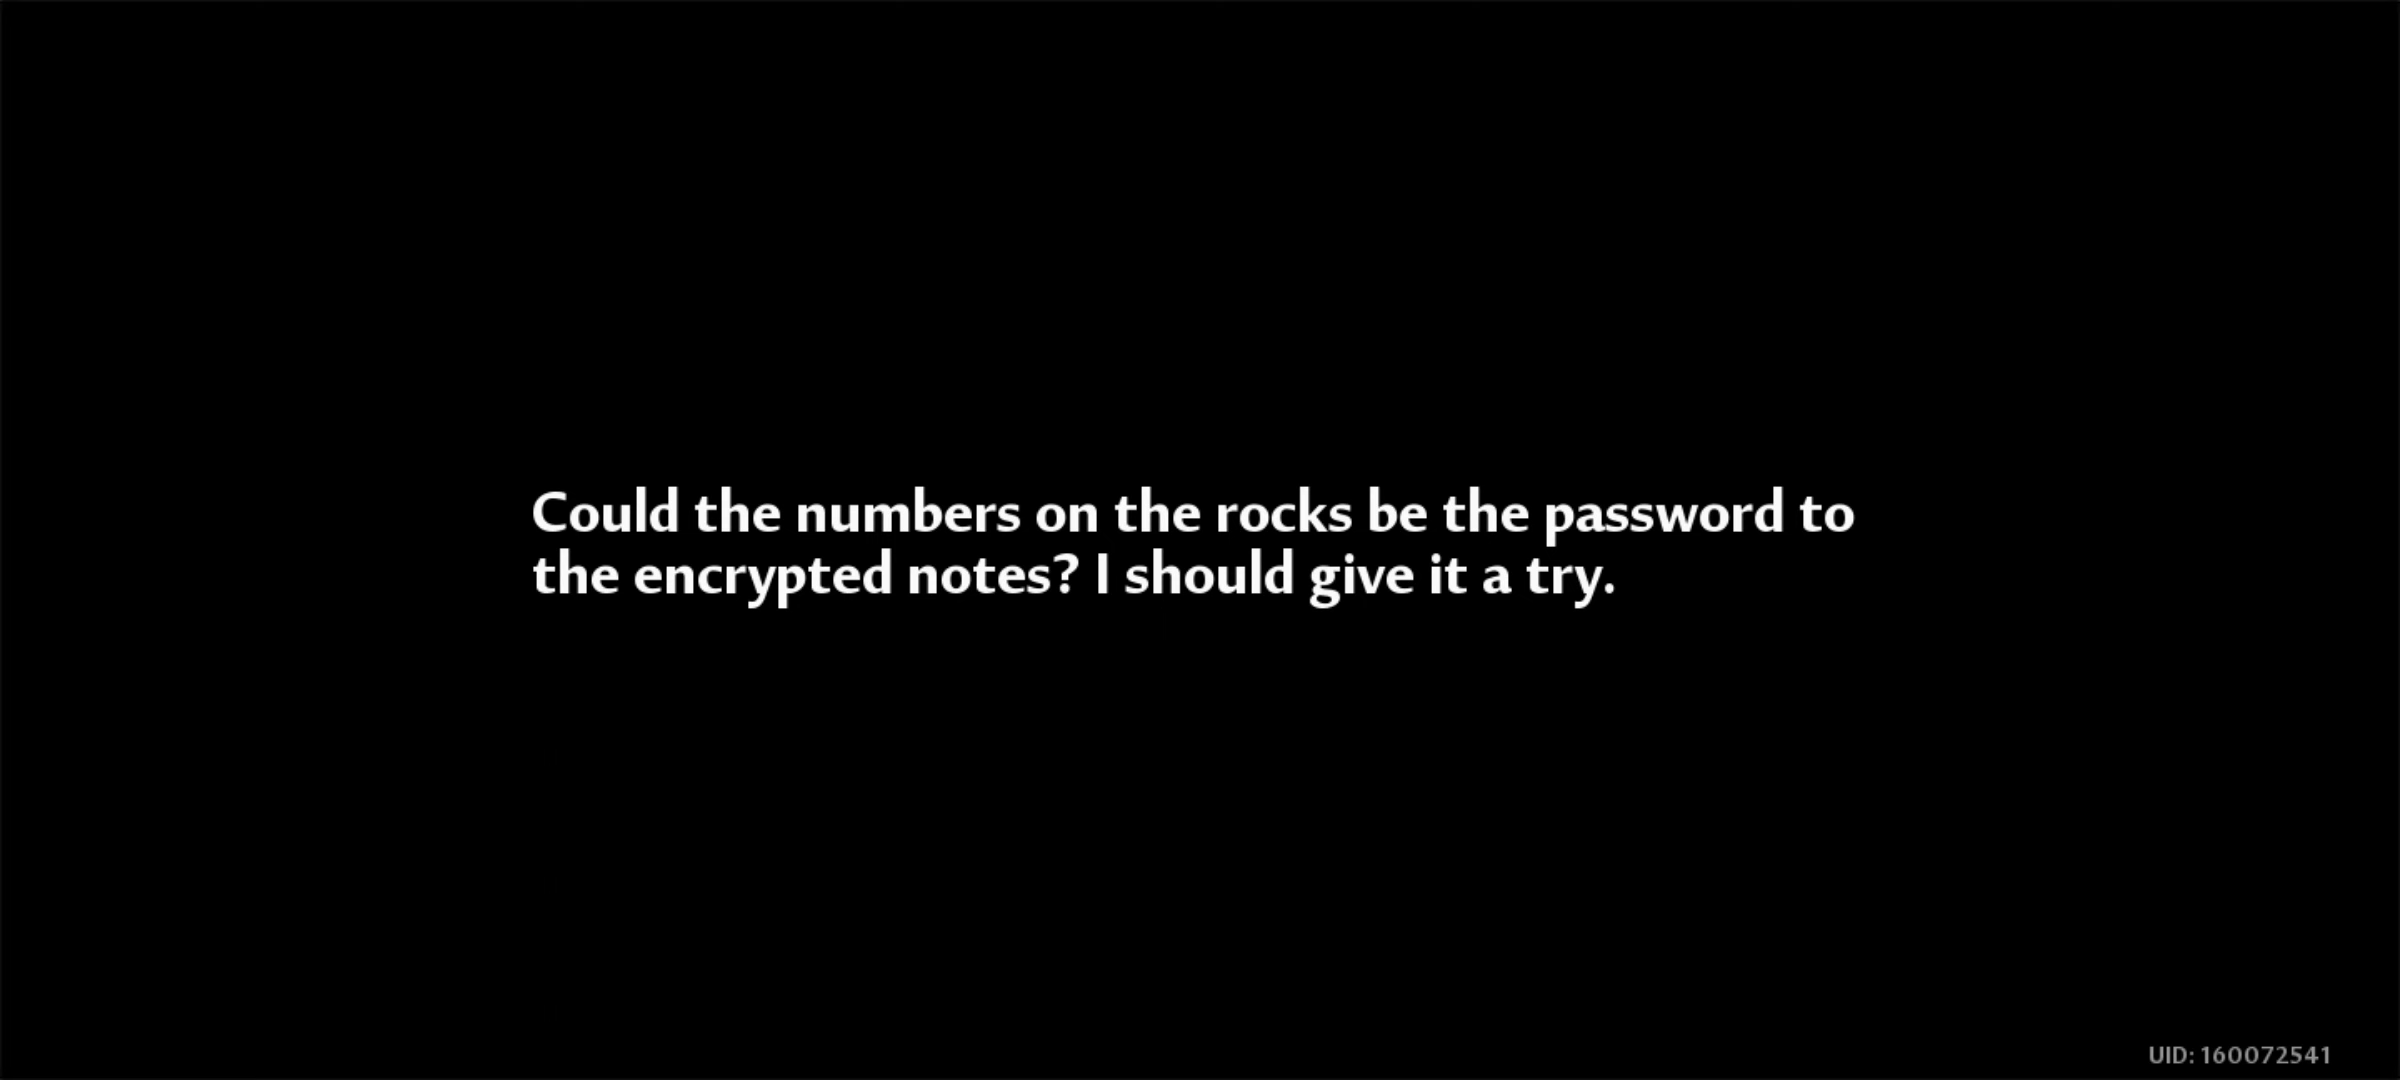 Could the numbers on the rocks be the password to
the encrypted notes? I should give it a try.
UID: 160072541